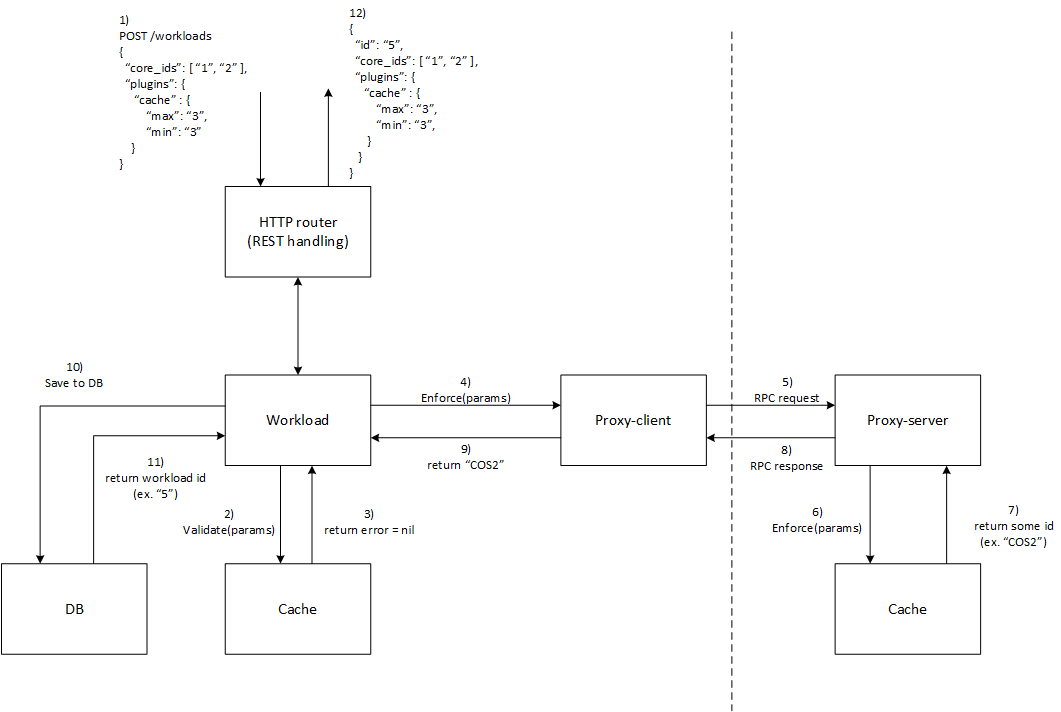 1)
POST /workloads
{
“core_ids”: [ “1”, “2” ],
“plugins”: {
“cache” : {
“max”: “3”,
“min”: “3”
}
}
12)
{
“id”: “5”,
“core_ids”: [ “1”, “2” ],
“plugins”: {
“cache” : {
“max”: “3”,
“min”: “3”,
}
}
}
HTTP router
(REST handling)
10)
Save to DB
Workload
4)
Enforce(params)
Proxy-client
5)
RPC request
Proxy-server
11)
return workload id
(ex. “5”)
9)
return “COS2”
8)
RPC response
2)
Validate(params)
3)
return error = nil
6)
Enforce(params)
7)
return some id
(ex. “COS2”)
DB
Cache
Cache